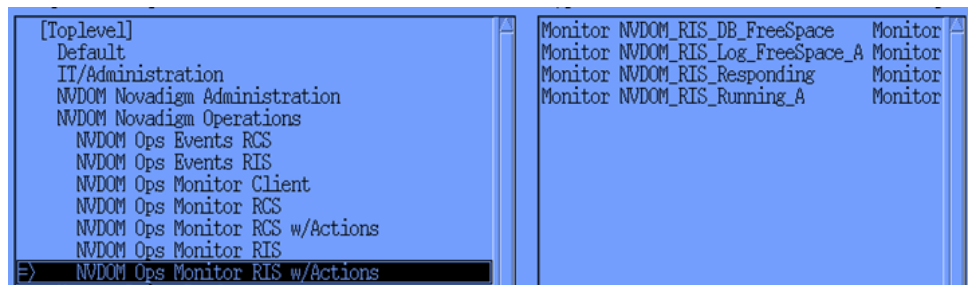 [Toplevel]
Default
IT/Administration
NVDOM Novadigm Administration
NVDOM Novadigm Operations
NVDOM Ops Events RCS
NVDOM Ops Events RIS
NVDOM Ops Monitor Client
NVDOM Ops Monitor RCS
NVDOM Ops Monitor RCS w/Actions
NVDOM Ops Monitor RIS
=> NVDOM Ops Monitor RIS w/Actions
Monitor NVDOM_RIS_DB_FreeSpace Monitor
Monitor NVDOM_RIS_Log_FreeSpace_A Monitor
Monitor NVDOM_RIS_Responding Monitor
Monitor NVDOM_RIS_Running_A Monitor